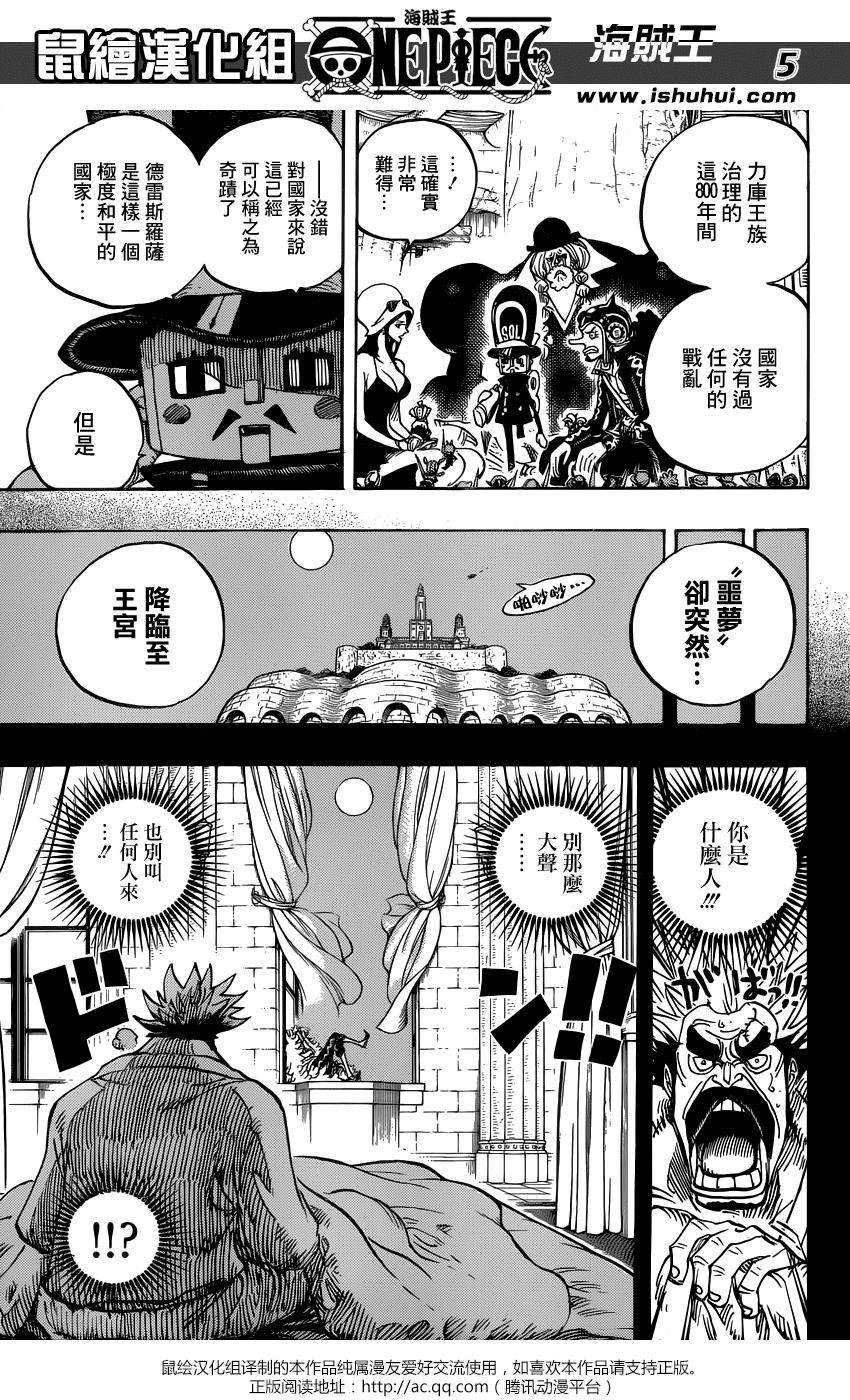 鼠繪漢化組
海賊王
ONE PIECE
海賊王
5
www.ishuhui.com
力庫王族
治理的
這800年間
國家
沒有過
任何的
戰亂
…!
這確實
非常
難得…
SOL
——沒錯
對國家來說
這已經
可以稱之為
奇蹟了
德雷斯羅薩
是這樣一個
極度和平的
國家…
但是
〝噩夢〞
卻突然…
啪吵吵…
降臨至
王宮
你是
什麼人!!!
がばっ!!
別那麼
大聲
……
也別叫
任何人來
…!!
ドン!!
!!?
鼠绘汉化组译制的本作品纯属漫友爱好交流使用，如喜欢本作品请支持正版。
正版阅读地址：http://ac.qq.com（腾讯动漫平台）